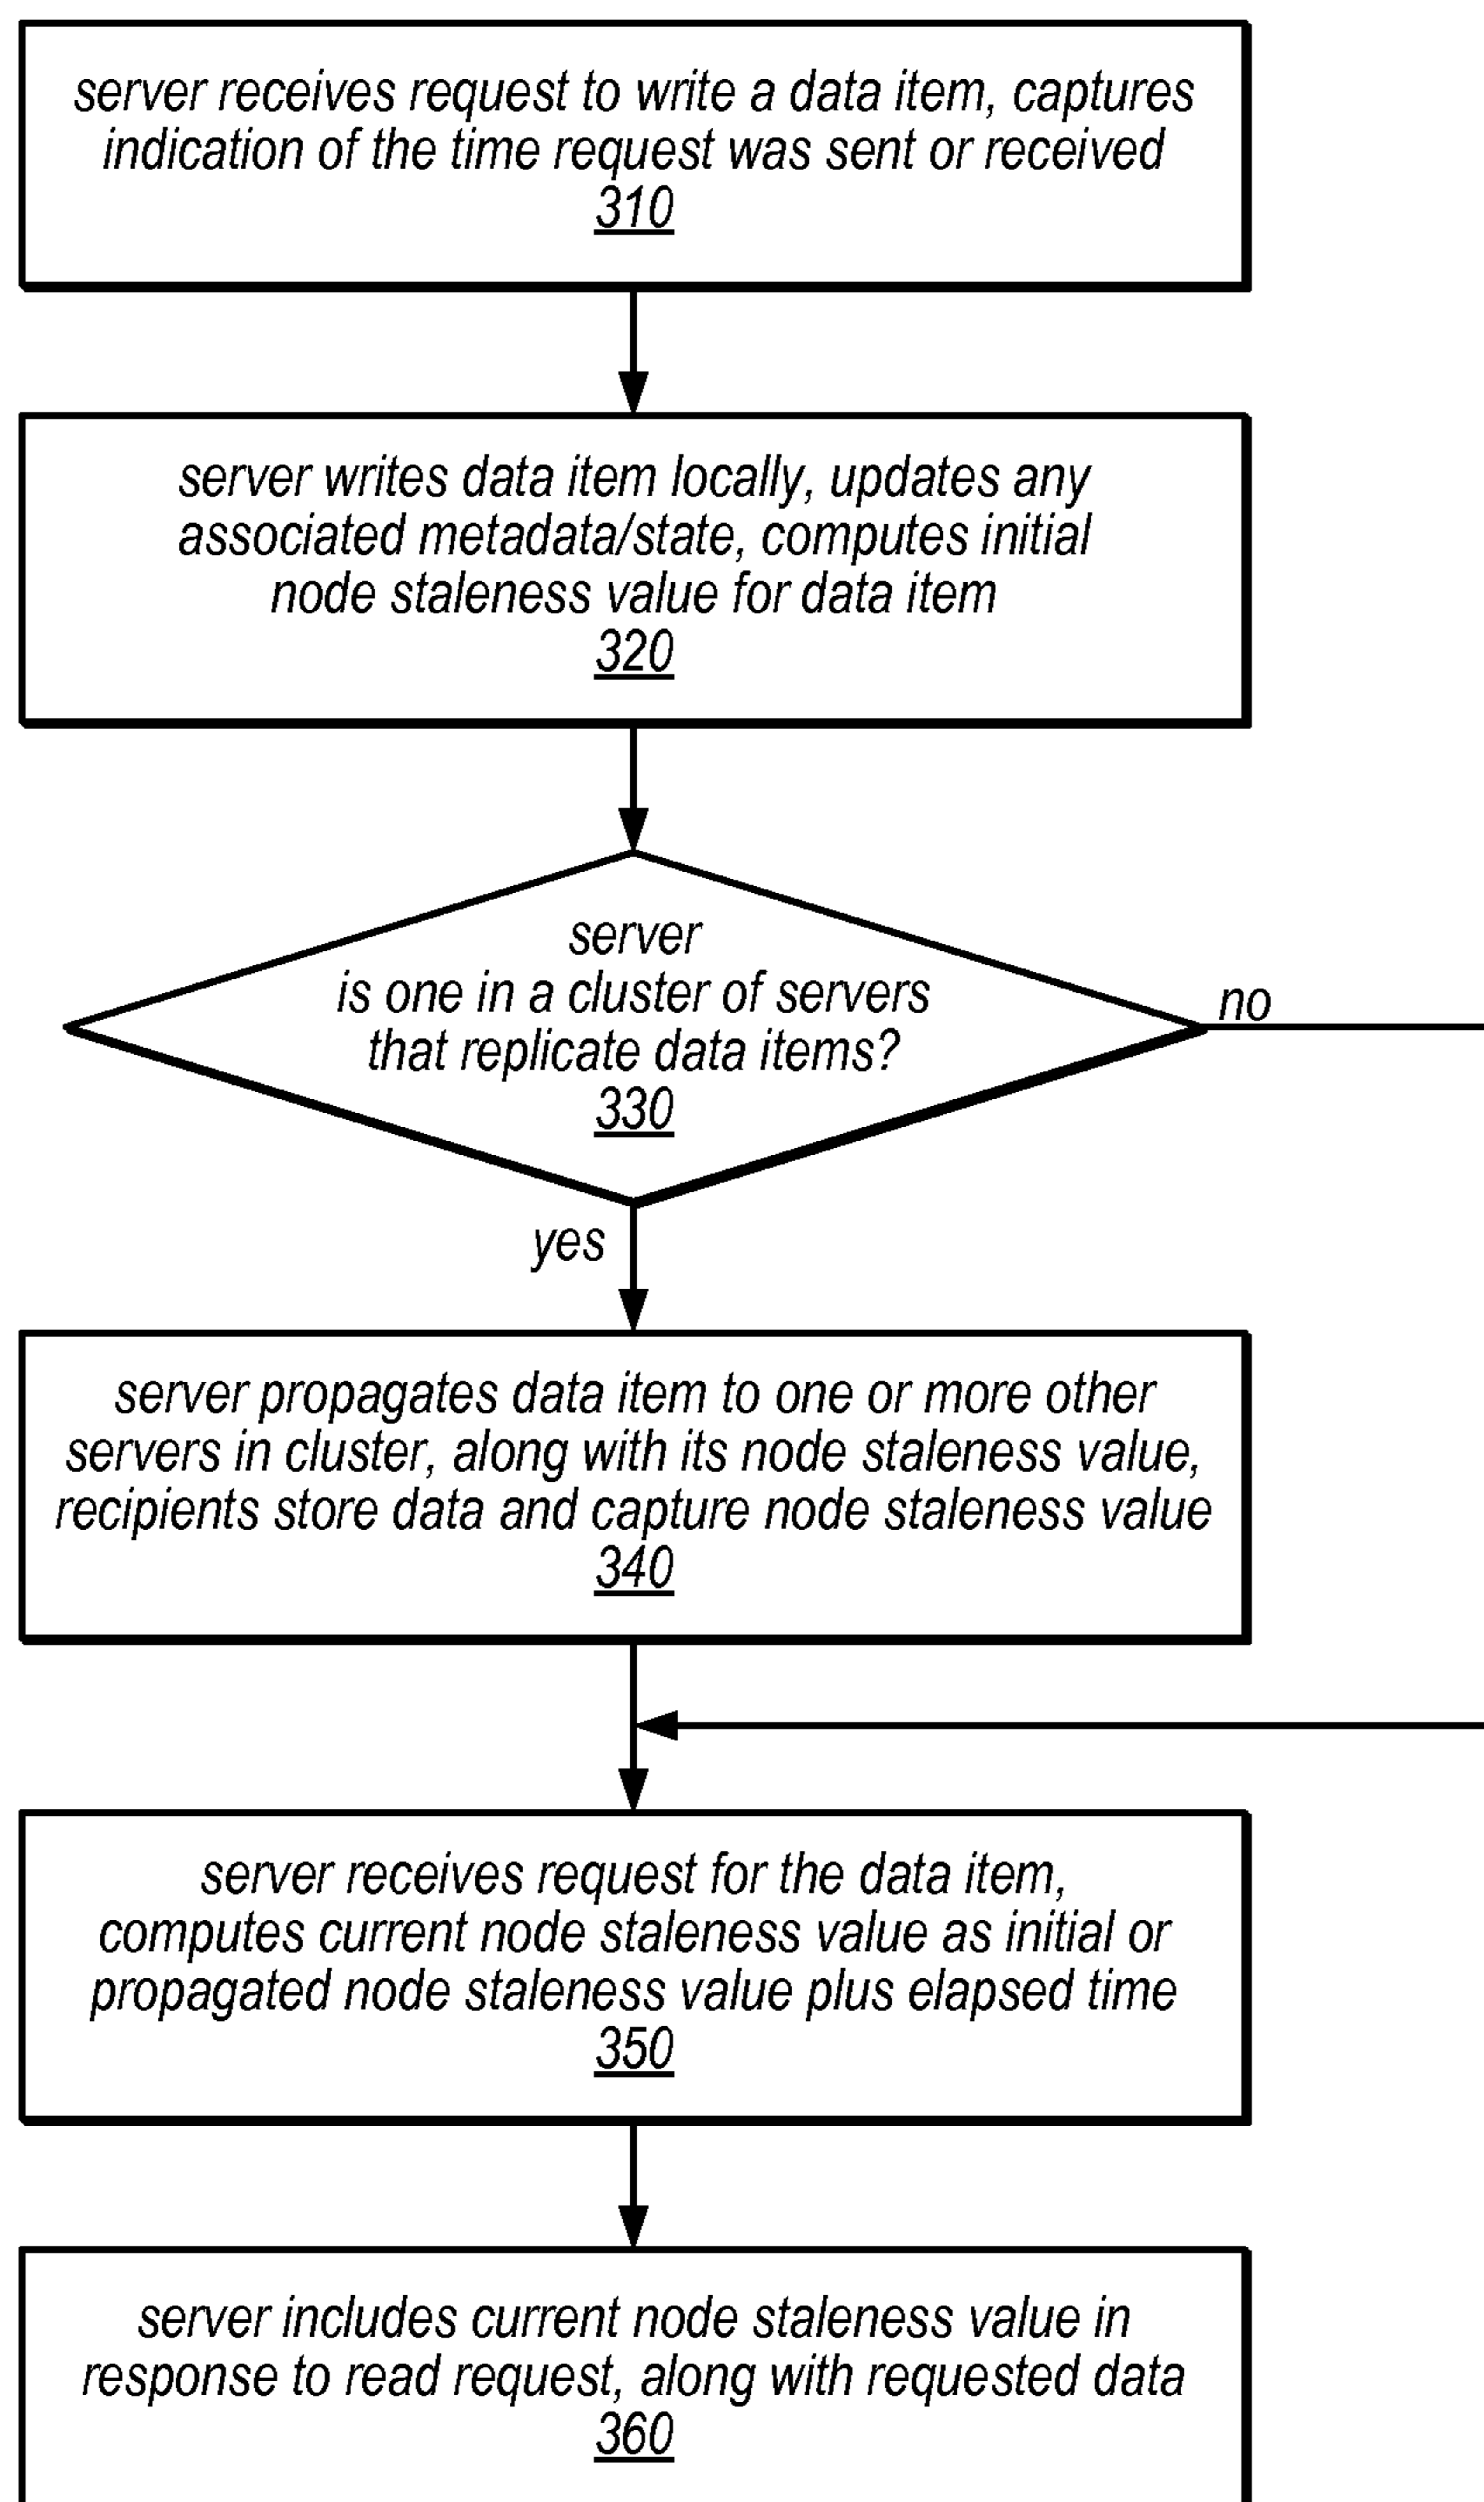 server receives request to write a data item, captures
indication of the time request was sent or received
310
server writes data item locally, updates any
associated metadata/state, computes initial
node staleness value for data item
320
server
is one in a cluster of servers
that replicate data items?
330
no
yes
server propagates data item to one or more other
servers in cluster, along with its node staleness value,
recipients store data and capture node staleness value
340
server receives request for the data item,
computes current node staleness value as initial or
propagated node staleness value plus elapsed time
350
server includes current node staleness value in
response to read request, along with requested data
360